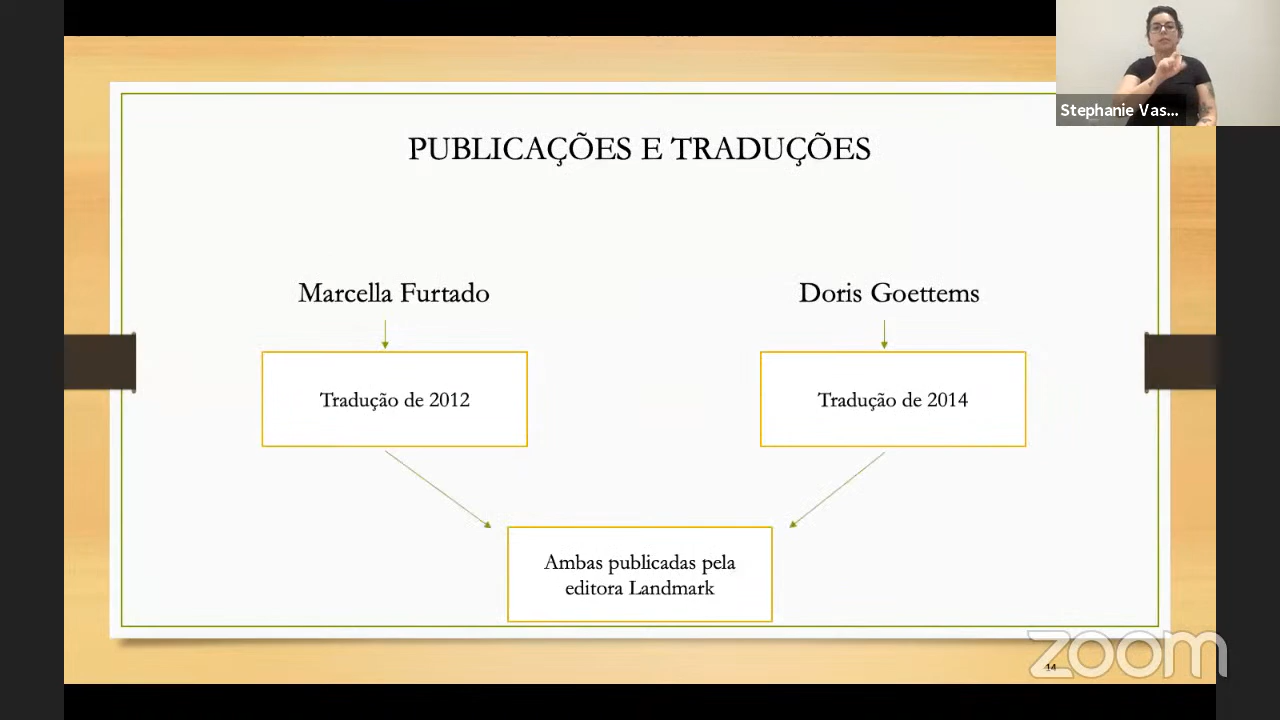 Stephanie Vas...
PUBLICAÇÕES E TRADUÇÕES
Marcella Furtado
Doris Goettems
Tradução de 2012
Tradução de 2014
Ambas publicadas pela
editora Landmark
14
zoom